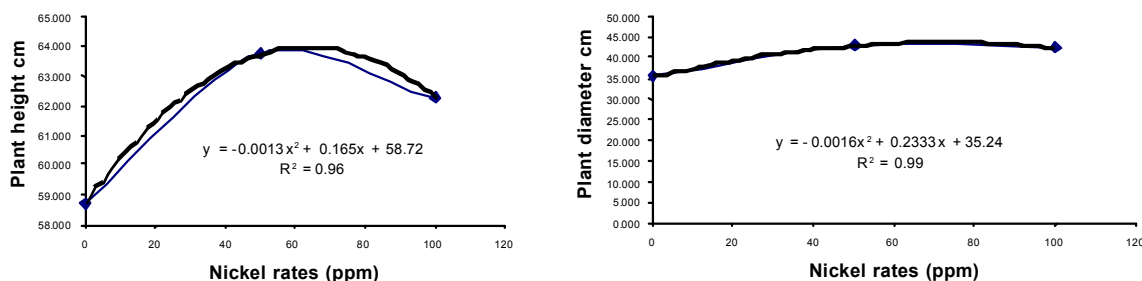 Plant height cm
65.000
64.000
63.000
62.000
61.000
60.000
59.000
58.000
y = -0.0013x² + 0.165x + 58.72
R² = 0.96
0 20 40 60 80 100 120
Nickel rates (ppm)
Plant diameter cm
50.000
45.000
40.000
35.000
30.000
25.000
20.000
15.000
10.000
5.000
0.000
y = -0.0016x² + 0.2333x + 35.24
R² = 0.99
0 20 40 60 80 100 120
Nickel rates (ppm)